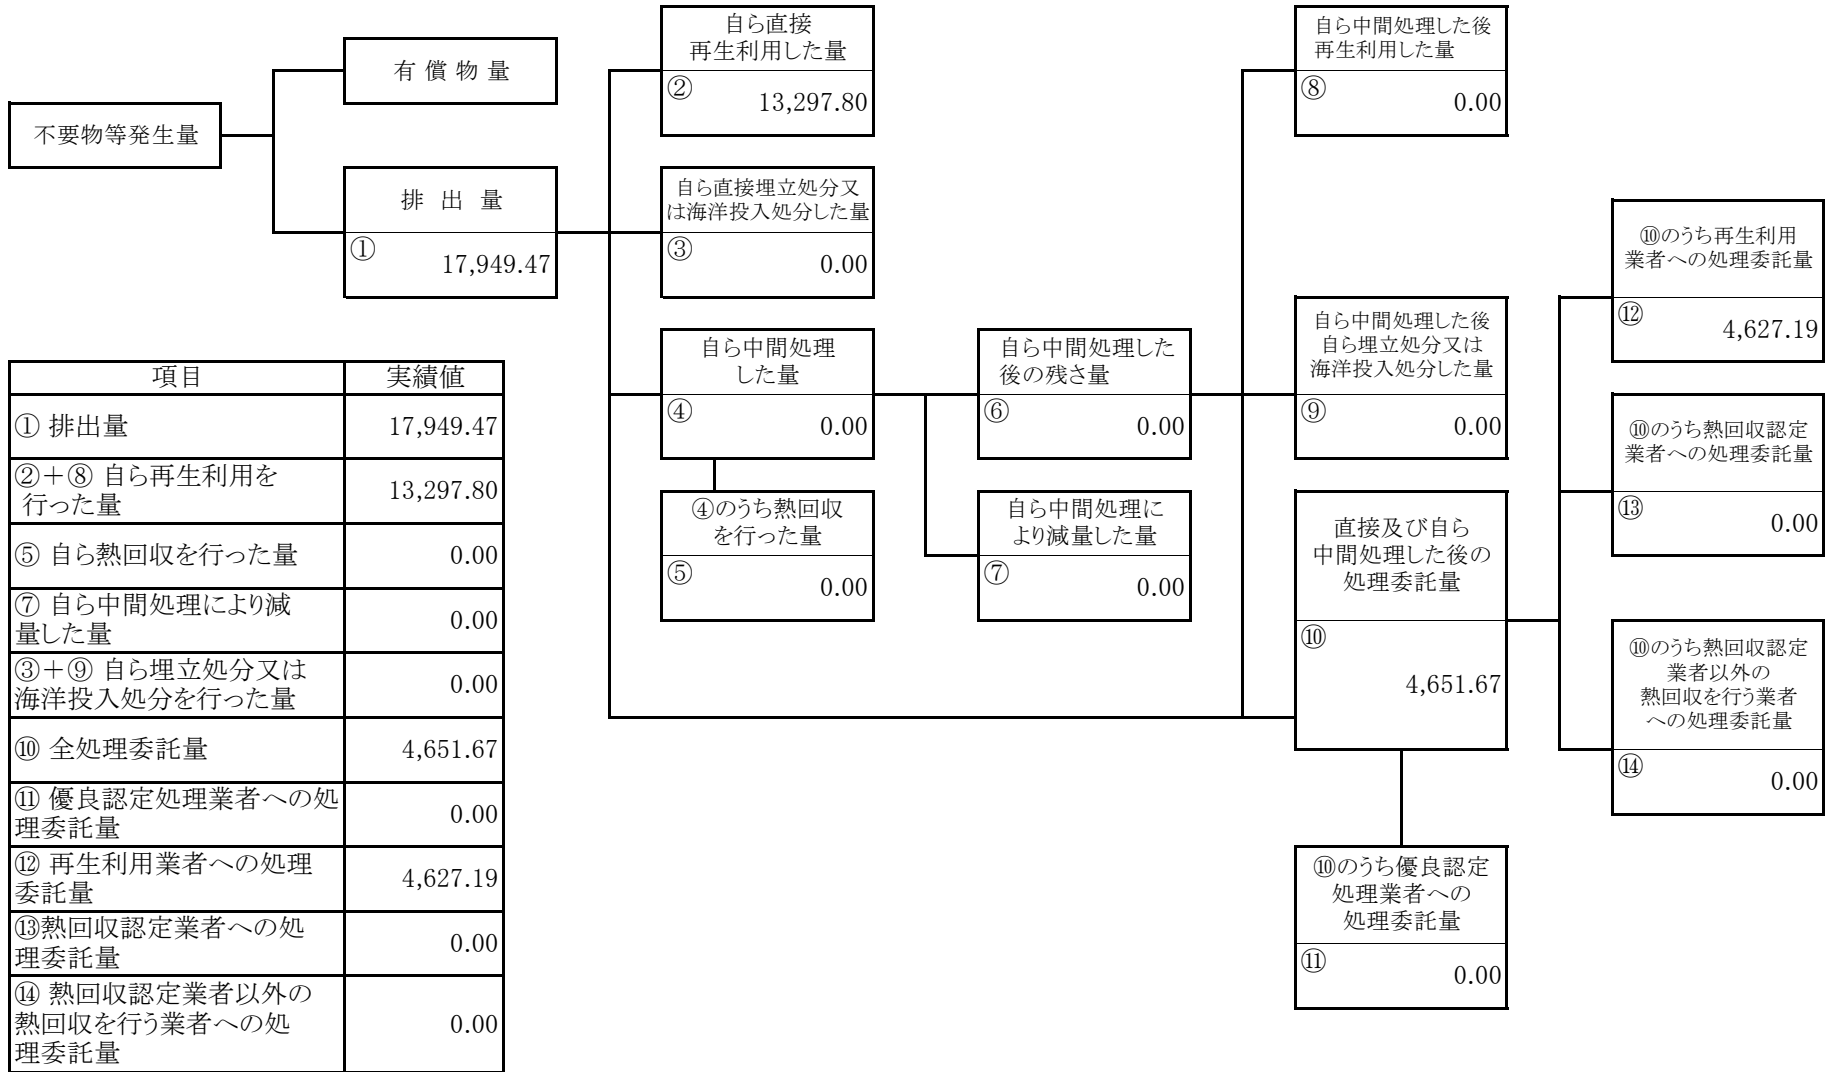 不要物等発生量
有 償 物 量
排 出 量
①
17,949.47
自ら直接
再生利用した量
②
13,297.80
自ら直接埋立処分又
は海洋投入処分した量
③
0.00
自ら中間処理
した量
④
0.00
④のうち熱回収
を行った量
⑤
0.00
自ら中間処理した
後の残さ量
⑥
0.00
自ら中間処理に
より減量した量
⑦
0.00
自ら中間処理した後
再生利用した量
⑧
0.00
自ら中間処理した後
自ら埋立処分又は
海洋投入処分した量
⑨
0.00
直接及び自ら
中間処理した後の
処理委託量
⑩
4,651.67
⑩のうち優良認定
処理業者への
処理委託量
⑪
0.00
⑩のうち再生利用
業者への処理委託量
⑫
4,627.19
⑩のうち熱回収認定
業者への処理委託量
⑬
0.00
⑩のうち熱回収認定
業者以外の
熱回収を行う業者
への処理委託量
⑭
0.00
項目 実績値
① 排出量 17,949.47
②＋⑧ 自ら再生利用を
行った量
13,297.80
⑤ 自ら熱回収を行った量 0.00
⑦ 自ら中間処理により減
量した量
0.00
③＋⑨ 自ら埋立処分又は
海洋投入処分を行った量
0.00
⑩ 全処理委託量 4,651.67
⑪ 優良認定処理業者への処
理委託量
0.00
⑫ 再生利用業者への処理
委託量
4,627.19
⑬熱回収認定業者への処
理委託量
0.00
⑭ 熱回収認定業者以外の
熱回収を行う業者への処
理委託量
0.00